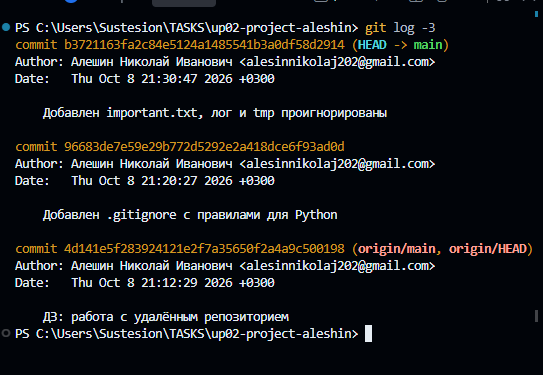 PS C:\Users\Sustesion\TASKS\up02-project-aleshin> git log -3
commit b3721163fa2c84e5124a1485541b3a0df58d2914 (HEAD -> main)
Author: Алешин Николай Иванович <alesinnikolaj202@gmail.com>
Date:   Thu Oct 8 21:30:47 2026 +0300
    Добавлен important.txt, лог и tmp проигнорированы
commit 96683de7e59e29b772d5292e2a418dce6f93ad0d
Author: Алешин Николай Иванович <alesinnikolaj202@gmail.com>
Date:   Thu Oct 8 21:20:27 2026 +0300
    Добавлен .gitignore с правилами для Python
commit 4d141e5f283924121e2f7a35650f2a4a9c500198 (origin/main, origin/HEAD)
Author: Алешин Николай Иванович <alesinnikolaj202@gmail.com>
Date:   Thu Oct 8 21:12:29 2026 +0300
    ДЗ: работа с удалённым репозиторием
PS C:\Users\Sustesion\TASKS\up02-project-aleshin>